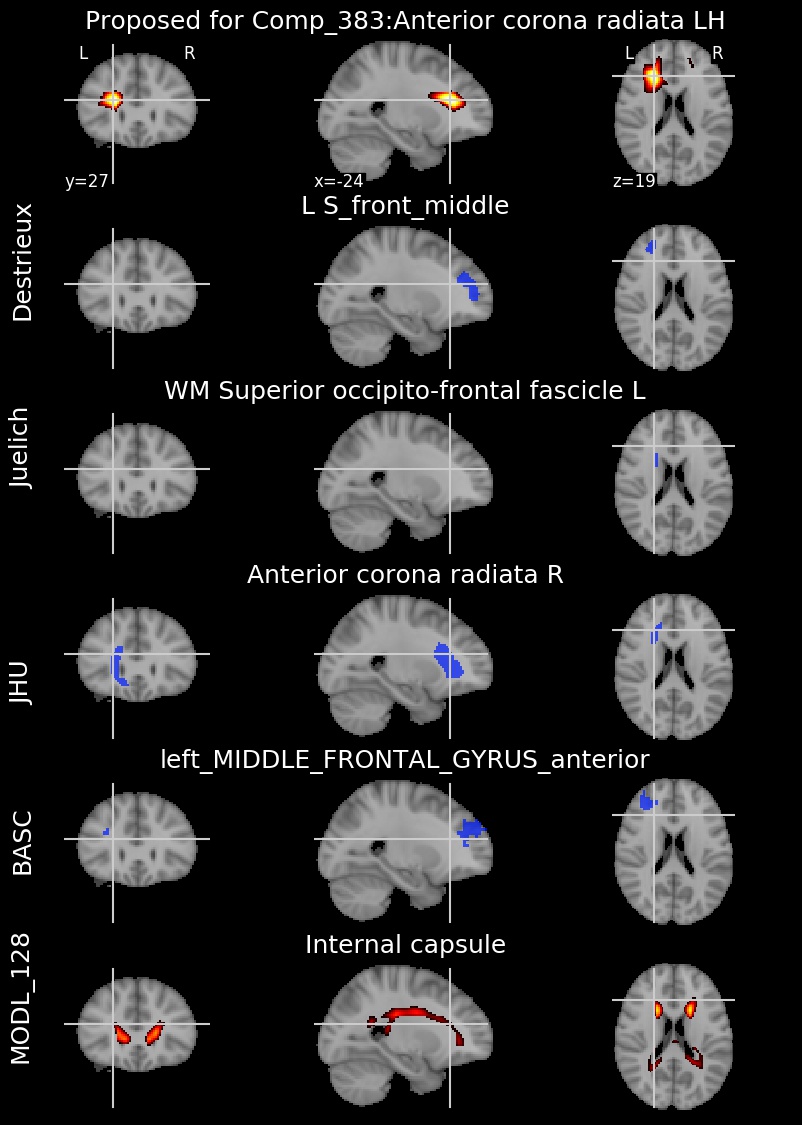 Proposed for Comp_383:Anterior corona radiata LH
L R
L R
y=27
x=-24
z=19
L S_front_middle
Destrieux
WM Superior occipito-frontal fascicle L
Juelich
Anterior corona radiata R
JHU
left_MIDDLE_FRONTAL_GYRUS_anterior
BASC
Internal capsule
MODL_128